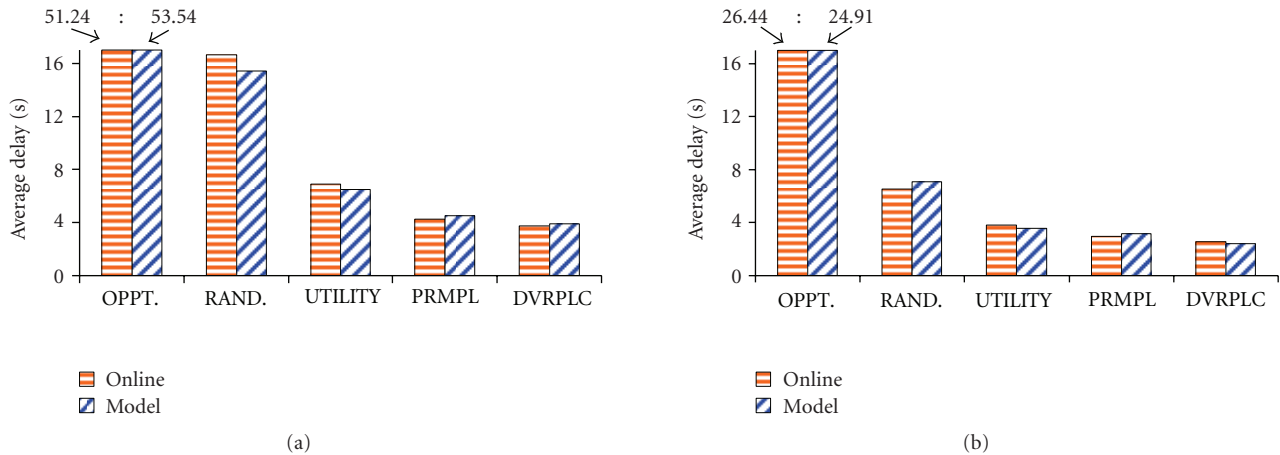 51.24 : 53.54
16
12
8
4
0
Average delay (s)
OPPT. RAND. UTILITY PRMPL DVRPLC
Online
Model
(a)
26.44 : 24.91
16
12
8
4
0
Average delay (s)
OPPT. RAND. UTILITY PRMPL DVRPLC
Online
Model
(b)